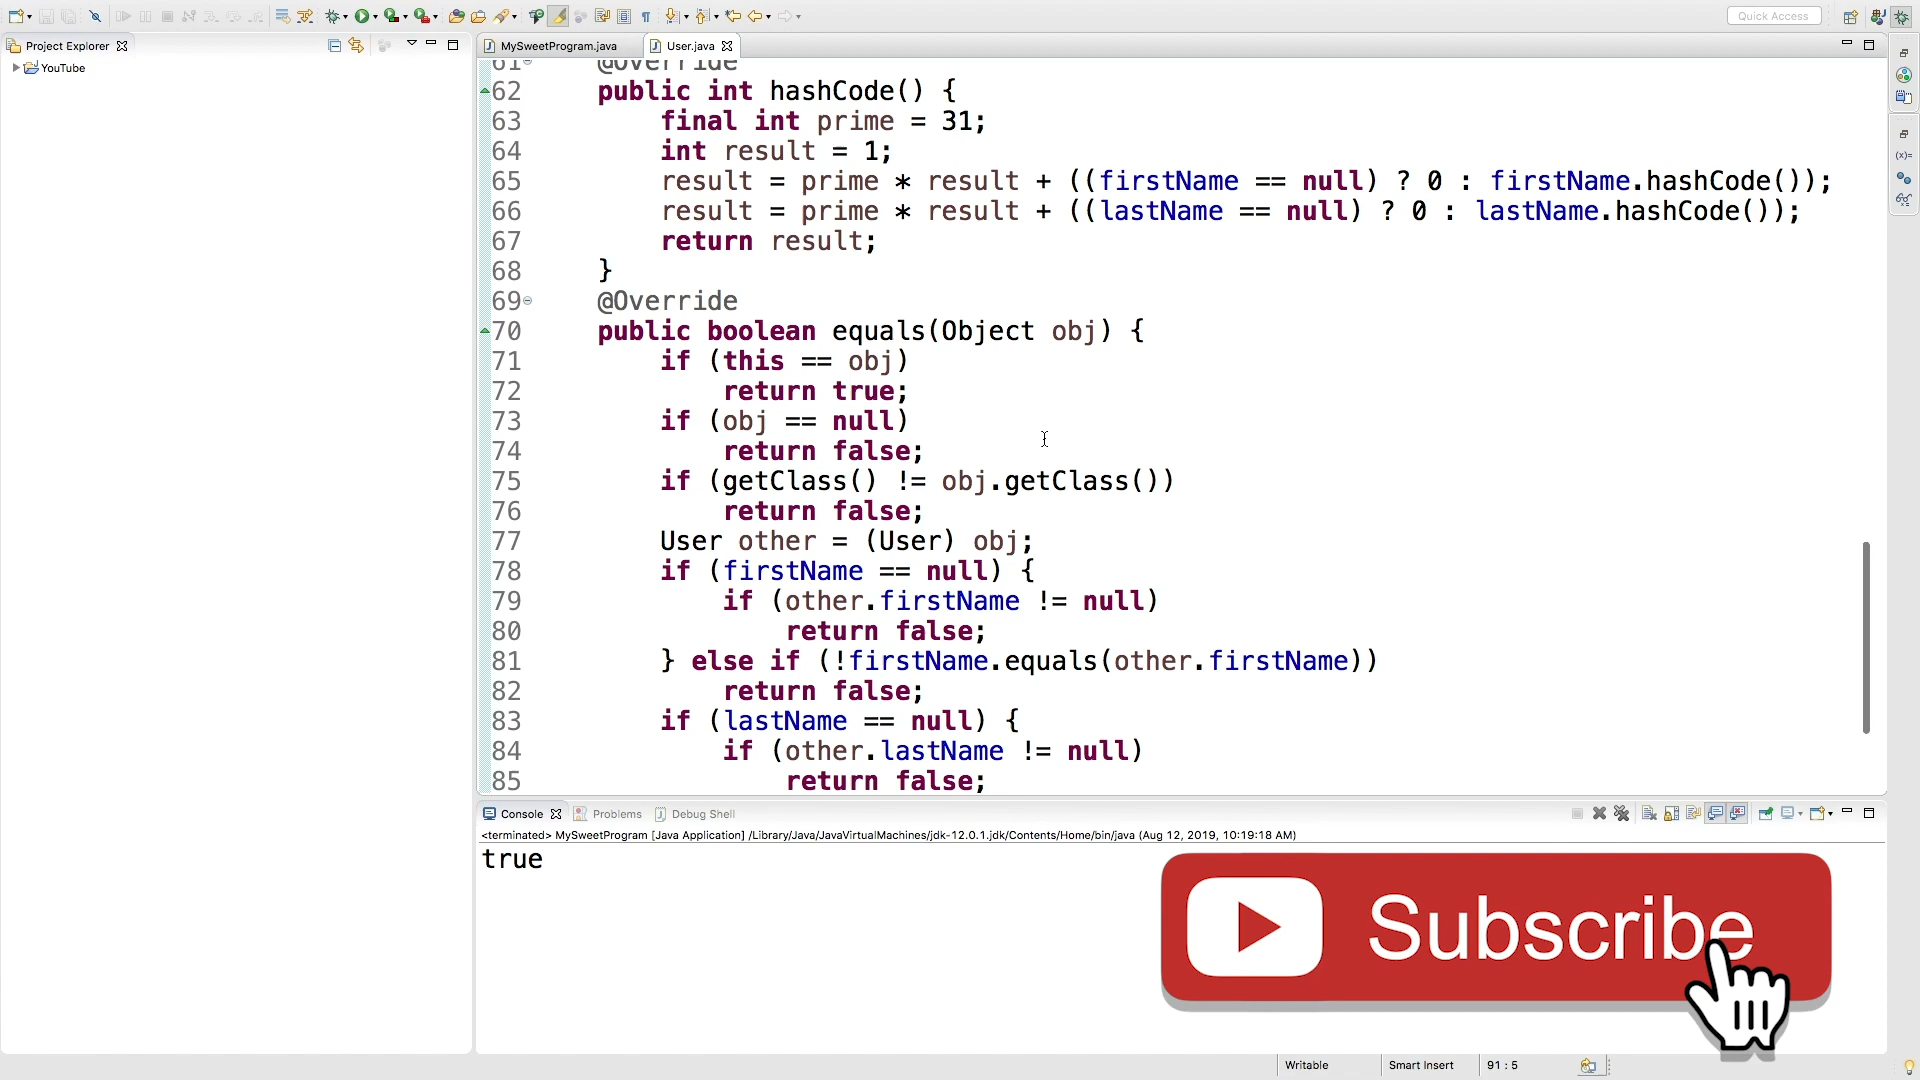 Quick Access
Project Explorer
YouTube
MySweetProgram.java
User.java
61 @Override
62 public int hashCode() {
63 final int prime = 31;
64 int result = 1;
65 result = prime * result + ((firstName == null) ? 0 : firstName.hashCode());
66 result = prime * result + ((lastName == null) ? 0 : lastName.hashCode());
67 return result;
68 }
69 @Override
70 public boolean equals(Object obj) {
71 if (this == obj)
72 return true;
73 if (obj == null)
74 return false;
75 if (getClass() != obj.getClass())
76 return false;
77 User other = (User) obj;
78 if (firstName == null) {
79 if (other.firstName != null)
80 return false;
81 } else if (!firstName.equals(other.firstName))
82 return false;
83 if (lastName == null) {
84 if (other.lastName != null)
85 return false;
Console Problems Debug Shell
<terminated> MySweetProgram [Java Application] /Library/Java/JavaVirtualMachines/jdk-12.0.1.jdk/Contents/Home/bin/java (Aug 12, 2019, 10:19:18 AM)
true
Subscribe
Writable Smart Insert 91 : 5